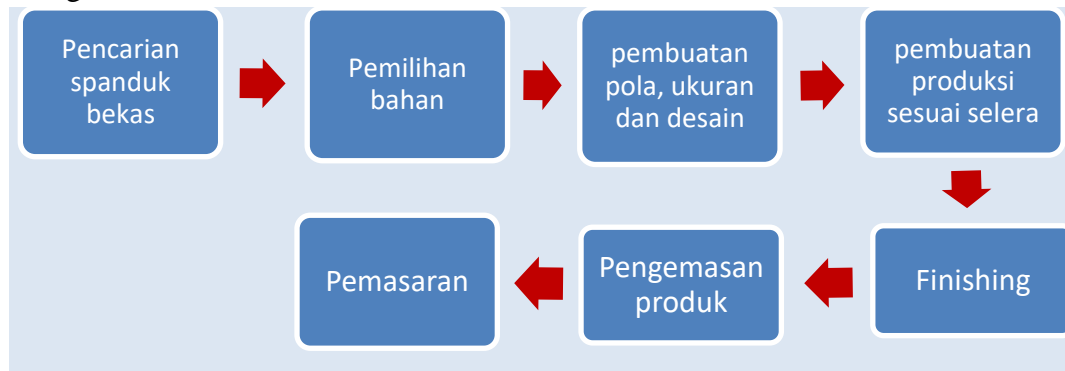 Pencarian
spanduk
bekas
Pemilihan
bahan
pembuatan
pola, ukuran
dan desain
pembuatan
produksi
sesuai selera
Finishing
Pengemasan
produk
Pemasaran